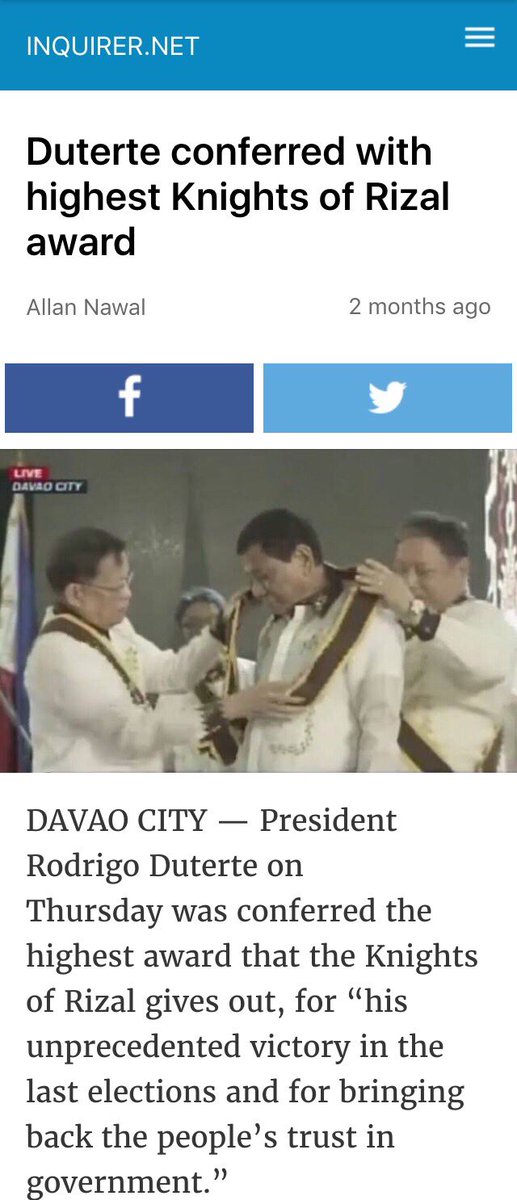 INQUIRER.NET
Duterte conferred with
highest Knights of Rizal
award
Allan Nawal 2 months ago
LIVE
DAVAO CITY
DAVAO CITY — President
Rodrigo Duterte on
Thursday was conferred the
highest award that the Knights
of Rizal gives out, for “his
unprecedented victory in the
last elections and for bringing
back the people’s trust in
government.”